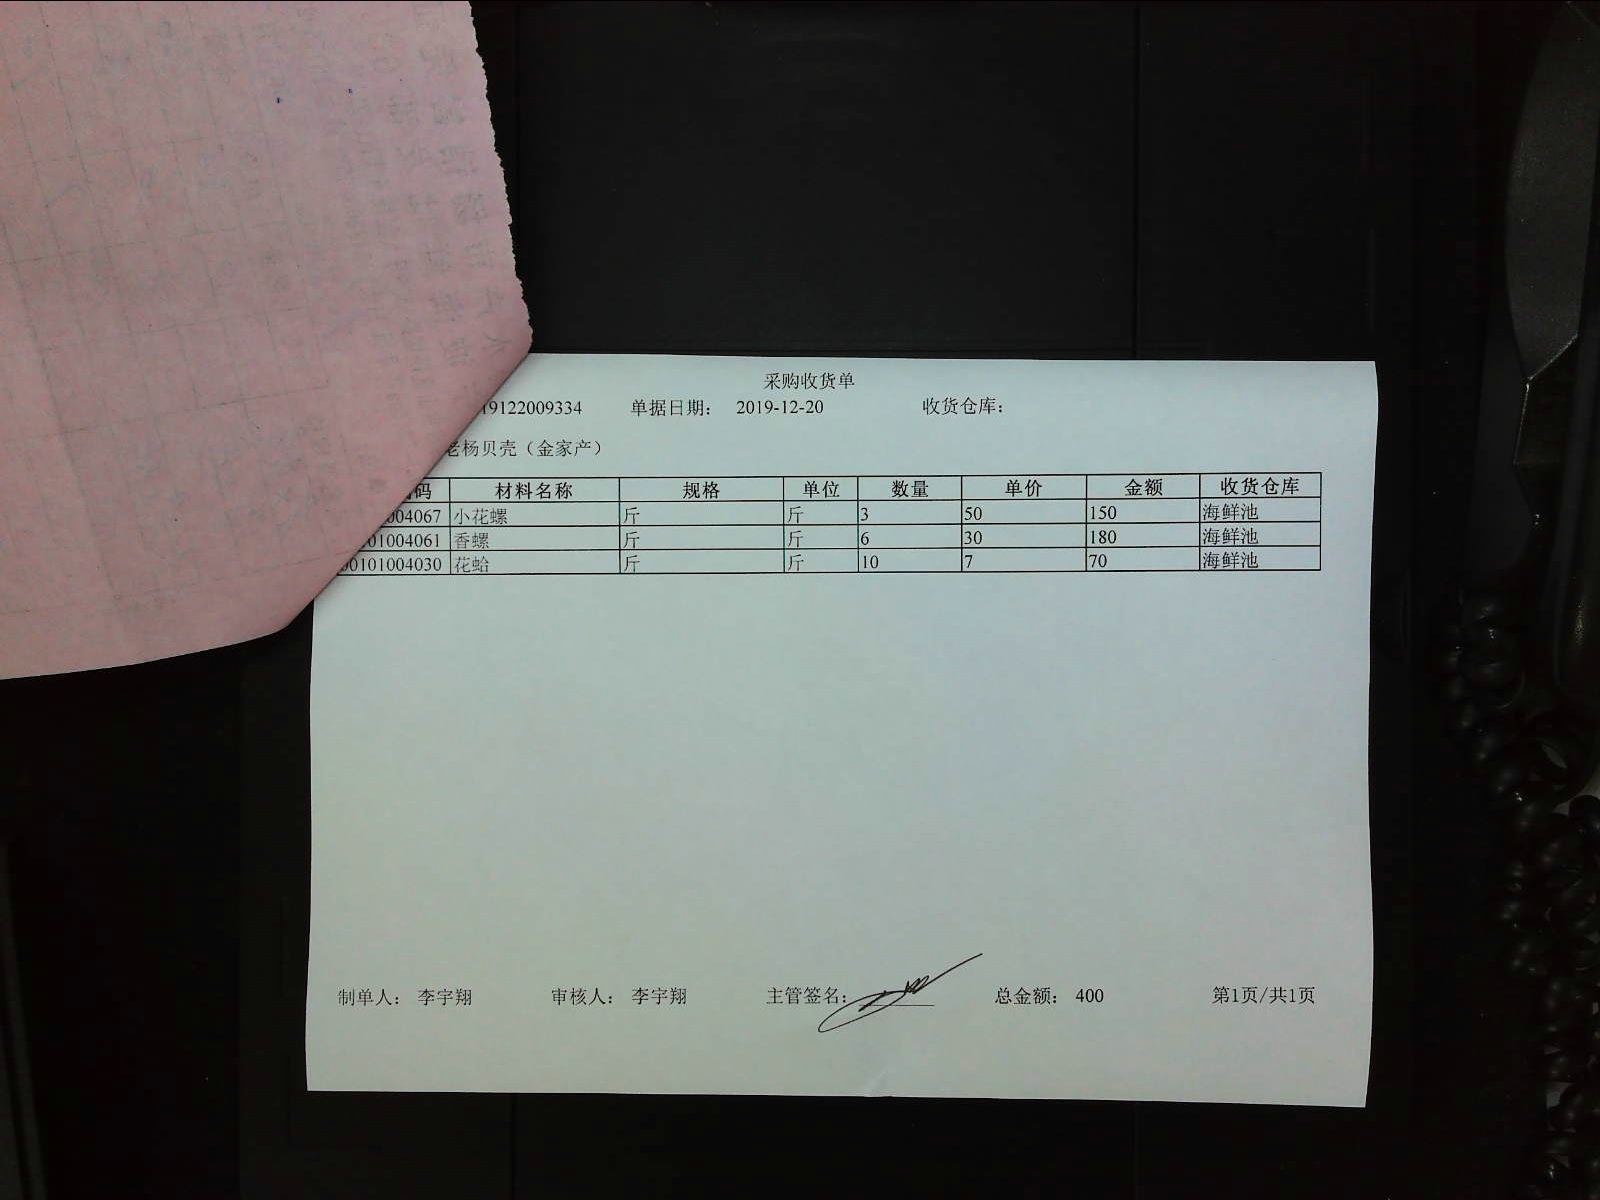 采购收货单
19122009334 单据日期： 2019-12-20 收货仓库：
老杨贝壳（金家产）
码 材料名称 规格 单位 数量 单价 金额 收货仓库
004067 小花螺 斤 斤 3 50 150 海鲜池
01004061 香螺 斤 斤 6 30 180 海鲜池
00101004030 花蛤 斤 斤 10 7 70 海鲜池
制单人： 李宇翔 审核人： 李宇翔 主管签名： 总金额： 400 第1页/共1页